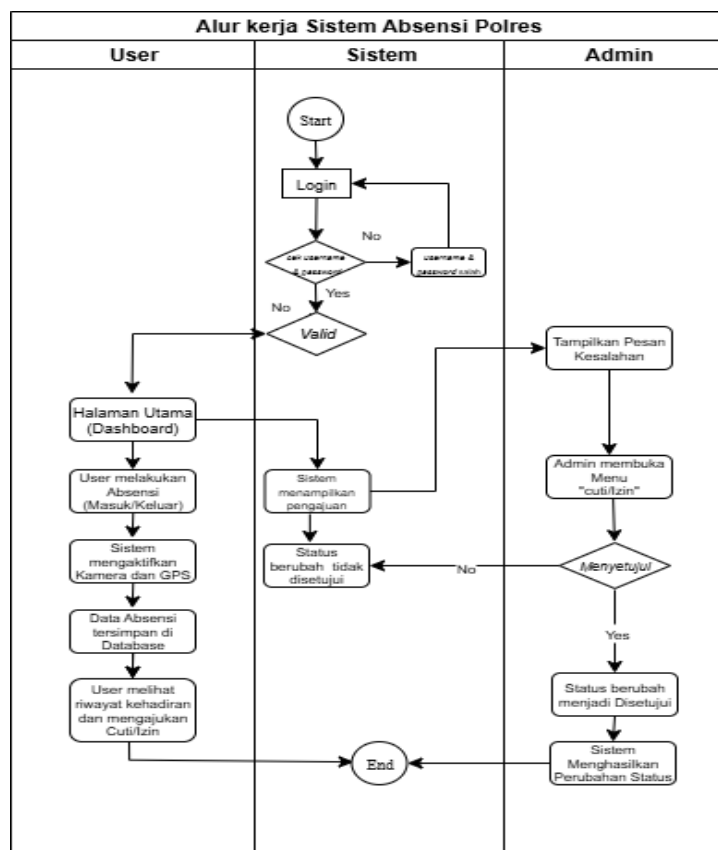 Alur kerja Sistem Absensi Polres
User
Sistem
Admin
Start
Login
No
cek username
& password
username &
password salah
Yes
No
Valid
Tampilkan Pesan
Kesalahan
Halaman Utama
(Dashboard)
User melakukan
Absensi
(Masuk/Keluar)
Sistem
menampilkan
pengajuan
Admin membuka
Menu
"cuti/Izin"
Sistem
mengaktifkan
Kamera dan GPS
Status
berubah tidak
disetujui
No
Menyetujui
Data Absensi
tersimpan di
Database
Yes
User melihat
riwayat kehadiran
dan mengajukan
Cuti/Izin
Status berubah
menjadi Disetujui
End
Sistem
Menghasilkan
Perubahan Status